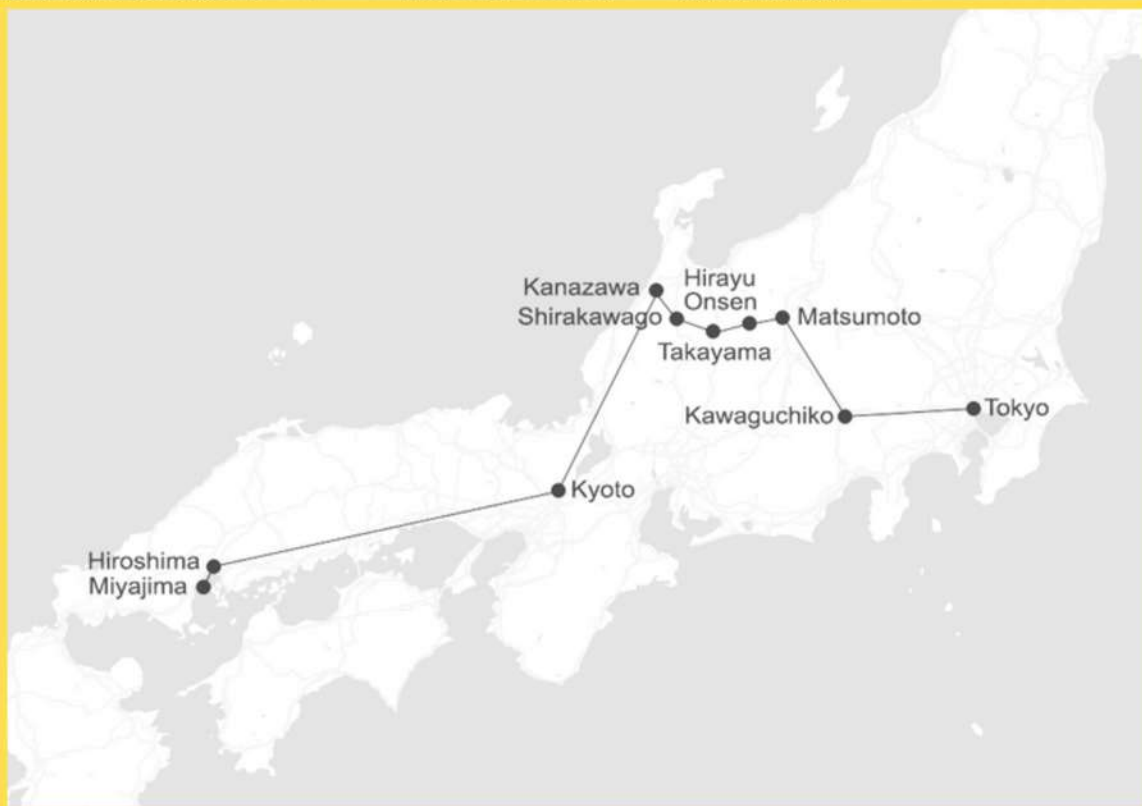 Kanazawa
Hirayu
Onsen
Shirakawago
Matsumoto
Takayama
Kawaguchiko
Tokyo
Kyoto
Hiroshima
Miyajima